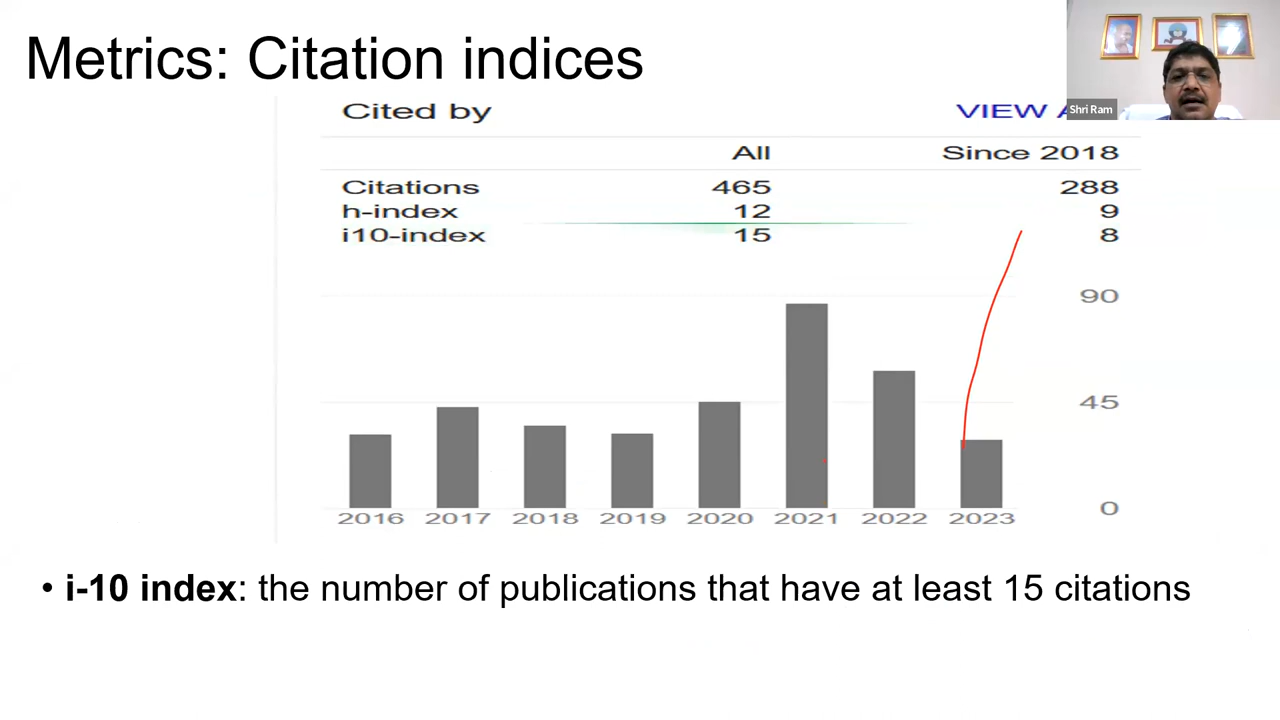 Metrics: Citation indices
Shri Ram
Cited by VIEW A
All Since 2018
Citations 465 288
h-index 12 9
i10-index 15 8
90
45
0
2016 2017 2018 2019 2020 2021 2022 2023
• i-10 index: the number of publications that have at least 15 citations